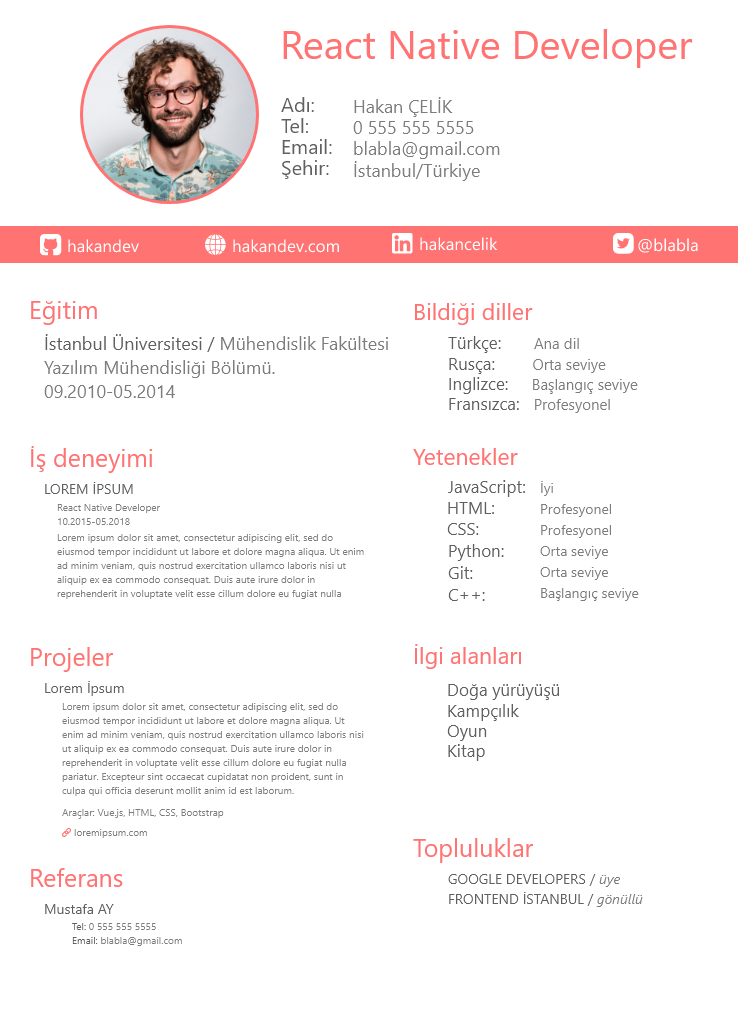 React Native Developer
Adı: Hakan ÇELİK
Tel: 0 555 555 5555
Email: blabla@gmail.com
Şehir: İstanbul/Türkiye
hakandev hakandev.com hakancelik @blabla
Eğitim
İstanbul Üniversitesi / Mühendislik Fakültesi
Yazılım Mühendisliği Bölümü.
09.2010-05.2014
İş deneyimi
LOREM İPSUM
React Native Developer
10.2015-05.2018
Lorem ipsum dolor sit amet, consectetur adipiscing elit, sed do
eiusmod tempor incididunt ut labore et dolore magna aliqua. Ut enim
ad minim veniam, quis nostrud exercitation ullamco laboris nisi ut
aliquip ex ea commodo consequat. Duis aute irure dolor in
reprehenderit in voluptate velit esse cillum dolore eu fugiat nulla
Projeler
Lorem İpsum
Lorem ipsum dolor sit amet, consectetur adipiscing elit, sed do
eiusmod tempor incididunt ut labore et dolore magna aliqua. Ut
enim ad minim veniam, quis nostrud exercitation ullamco laboris nisi
ut aliquip ex ea commodo consequat. Duis aute irure dolor in
reprehenderit in voluptate velit esse cillum dolore eu fugiat nulla
pariatur. Excepteur sint occaecat cupidatat non proident, sunt in
culpa qui officia deserunt mollit anim id est laborum.
Araçlar: Vue.js, HTML, CSS, Bootstrap
loremipsum.com
Referans
Mustafa AY
Tel: 0 555 555 5555
Email: blabla@gmail.com
Bildiği diller
Türkçe: Ana dil
Rusça: Orta seviye
Inglizce: Başlangıç seviye
Fransızca: Profesyonel
Yetenekler
JavaScript: İyi
HTML: Profesyonel
CSS: Profesyonel
Python: Orta seviye
Git: Orta seviye
C++: Başlangıç seviye
İlgi alanları
Doğa yürüyüşü
Kampçılık
Oyun
Kitap
Topluluklar
GOOGLE DEVELOPERS / üye
FRONTEND İSTANBUL / gönüllü